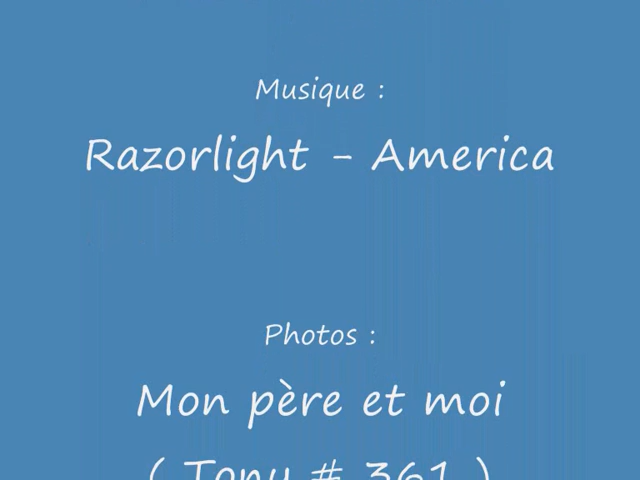 Musique :
Razorlight - America
Photos :
Mon père et moi
( Tony # 361 )